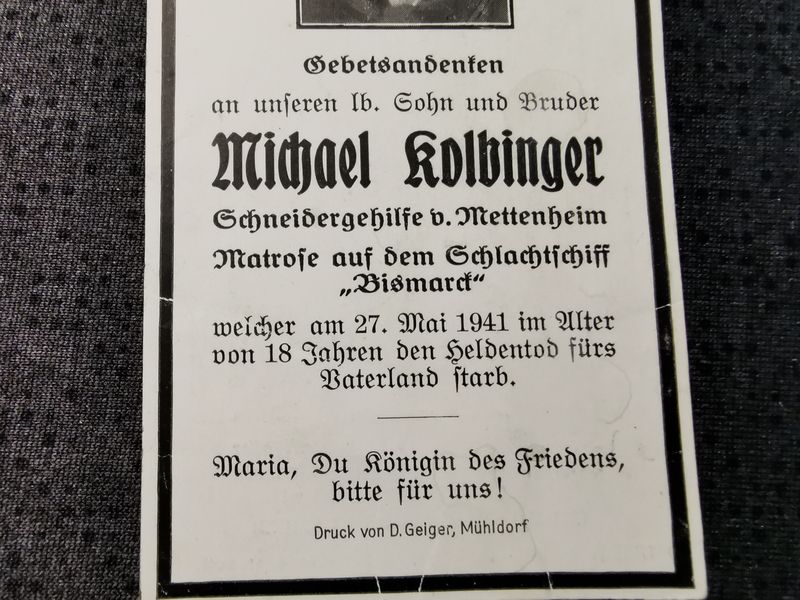 Gebetsandenken
an unseren lb. Sohn und Bruder
Michael Kolbinger
Schneidergehilfe v. Mettenheim
Matrose auf dem Schlachtschiff
„Bismarck“
welcher am 27. Mai 1941 im Alter
von 18 Jahren den Heldentod fürs
Vaterland starb.
Maria, Du Königin des Friedens,
bitte für uns!
Druck von D. Geiger, Mühldorf